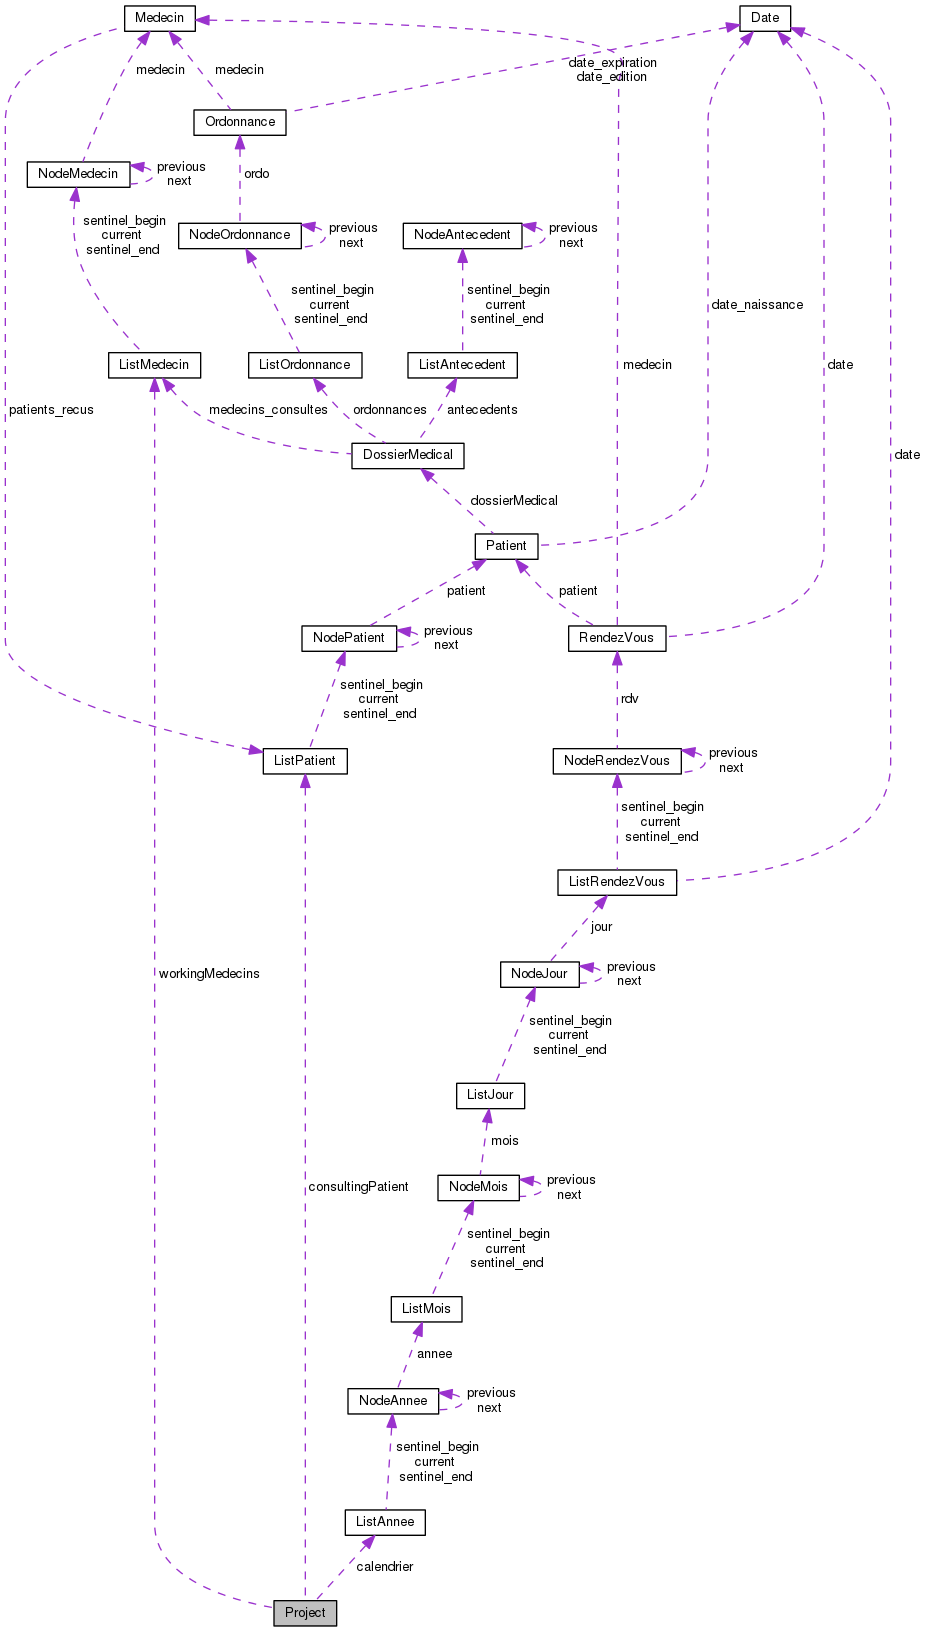 Medecin
Date
medecin
medecin
date_expiration
date_edition
Ordonnance
NodeMedecin
previous
next
ordo
sentinel_begin
current
sentinel_end
NodeOrdonnance
previous
next
NodeAntecedent
previous
next
sentinel_begin
current
sentinel_end
sentinel_begin
current
sentinel_end
date_naissance
ListMedecin
ListOrdonnance
ListAntecedent
medecin
date
patients_recus
medecins_consultes
ordonnances
antecedents
DossierMedical
date
dossierMedical
Patient
patient
patient
NodePatient
previous
next
RendezVous
sentinel_begin
current
sentinel_end
rdv
ListPatient
NodeRendezVous
previous
next
sentinel_begin
current
sentinel_end
ListRendezVous
jour
workingMedecins
NodeJour
previous
next
sentinel_begin
current
sentinel_end
ListJour
mois
consultingPatient
NodeMois
previous
next
sentinel_begin
current
sentinel_end
ListMois
annee
NodeAnnee
previous
next
sentinel_begin
current
sentinel_end
ListAnnee
calendrier
Project